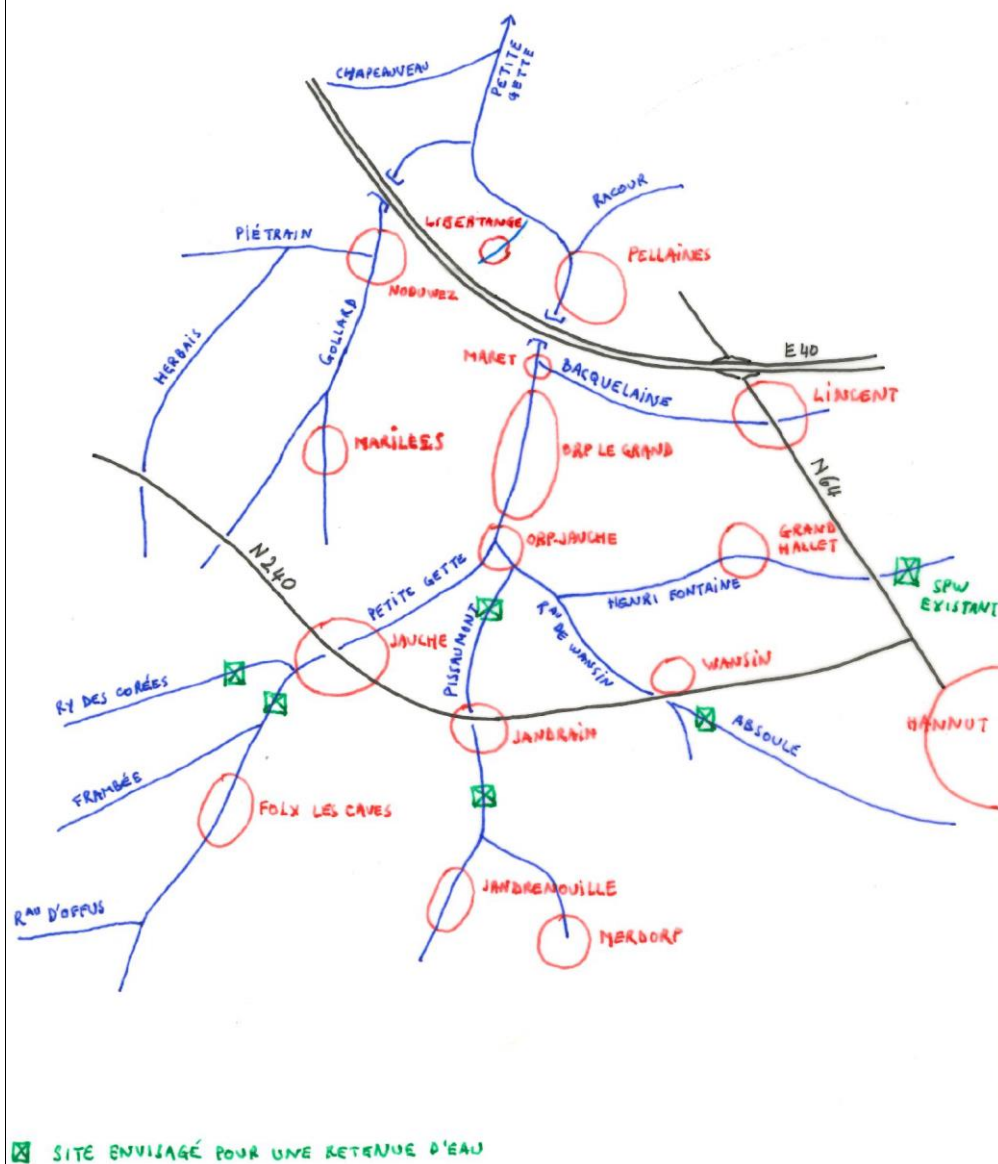 CHAPEAUVEAU
PETITE
GETTE
RACOUR
LIBERTANGE
PIÉTRAIN
PELLAINES
NODUWEZ
GOLLARD
HERBAIS
E40
MARET
BACQUELAINE
LINCENT
MARILLES
ORP LE GRAND
N64
ORP-JAUCHE
GRAND
HALLET
N240
PETITE GETTE
HENRI FONTAINE
SPW
EXISTANT
JAUCHE
PISSAUMONT
RAU DE WANSIN
WANSIN
RY DES CORÉES
JANDRAIN
ABSOULE
HANNUT
FRAMBÉE
FOLX LES CAVES
JANDRENOUILLE
RAU D'OFFUS
MERDORP
SITE ENVISAGÉ POUR UNE RETENUE D'EAU